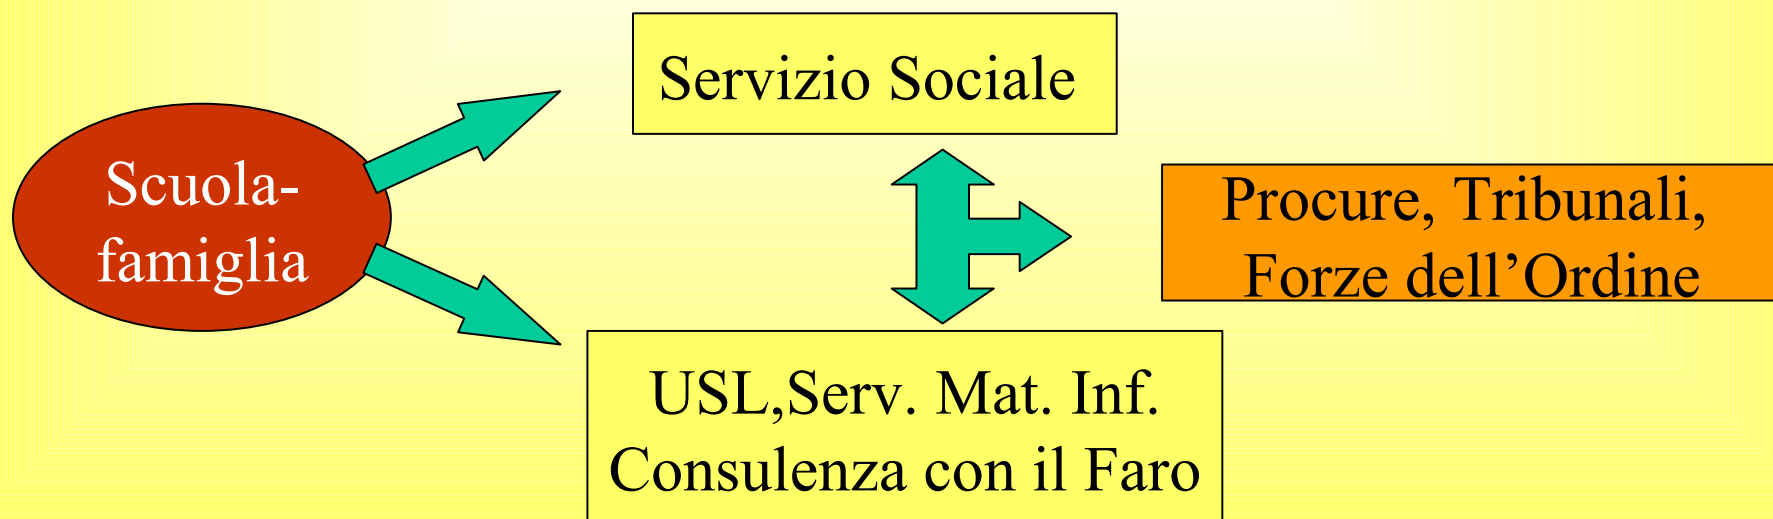 Servizio Sociale
Scuola-
famiglia
Procure, Tribunali,
Forze dell’Ordine
USL,Serv. Mat. Inf.
Consulenza con il Faro